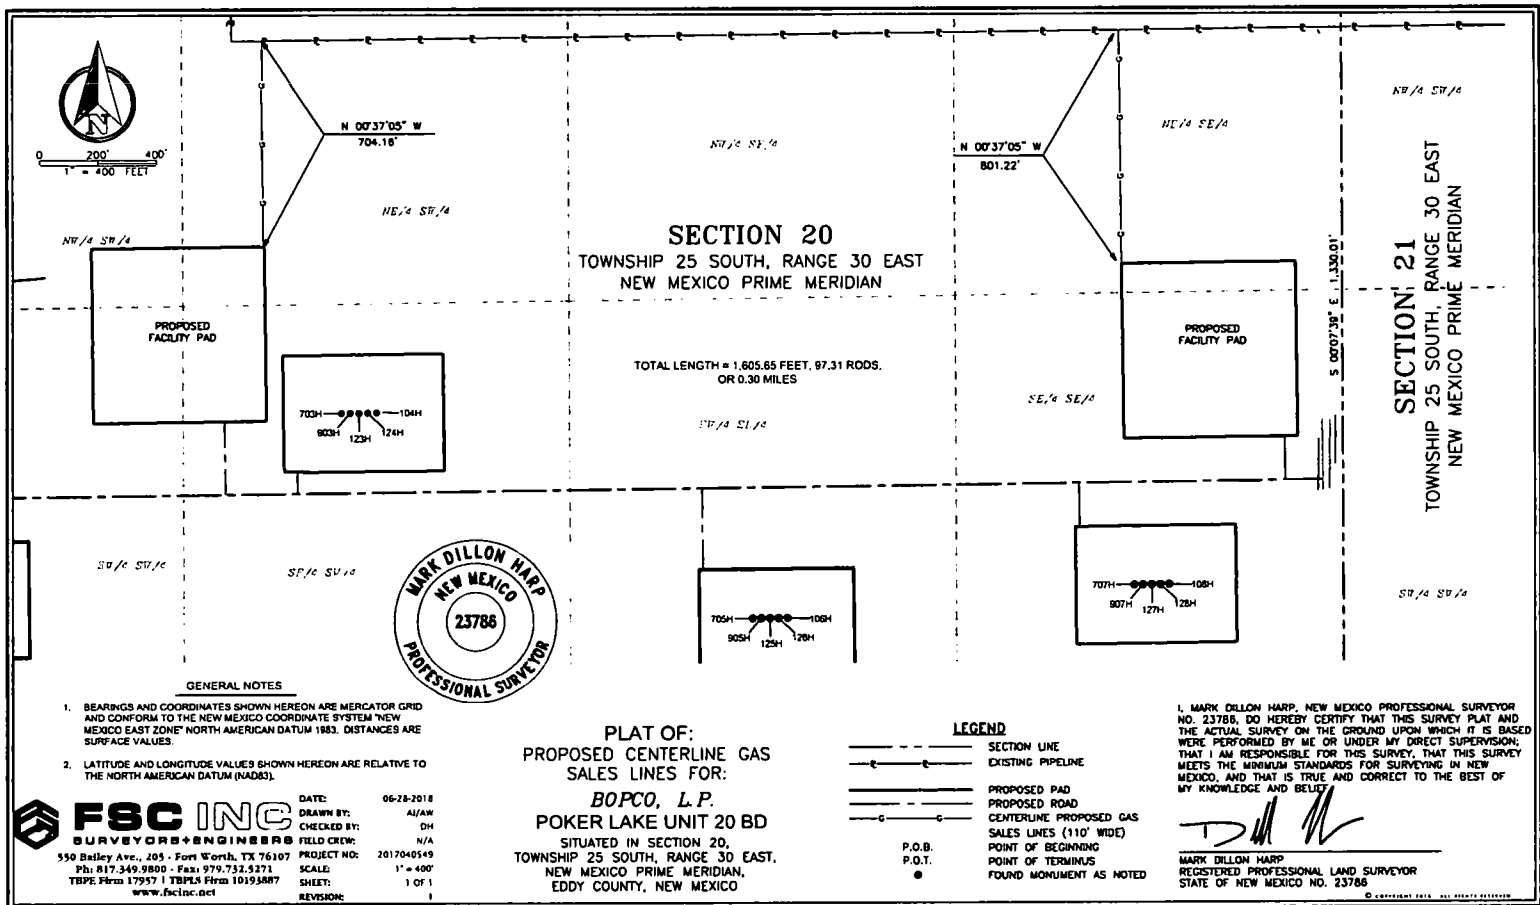 N
0 200' 400'
1" = 400 FEET
N 00°37'05" W
704.16'
NW/4 SE/4
N 00°37'05" W
801.22'
NE/4 SE/4
NW/4 SW/4
NE/4 SW/4
NW/4 SW/4
SECTION 20
TOWNSHIP 25 SOUTH, RANGE 30 EAST
NEW MEXICO PRIME MERIDIAN
S 00°07'39" E 1,330.01'
SECTION 21
TOWNSHIP 25 SOUTH, RANGE 30 EAST
NEW MEXICO PRIME MERIDIAN
PROPOSED
FACILITY PAD
PROPOSED
FACILITY PAD
TOTAL LENGTH = 1,605.65 FEET, 97.31 RODS,
OR 0.30 MILES
703H 104H
903H 123H 124H
SE/4 SE/4
SW/4 SE/4
SW/4 SW/4
SE/4 SW/4
705H 106H
905H 125H 126H
707H 108H
907H 127H 128H
SW/4 SW/4
MARK DILLON HARP
NEW MEXICO
23786
PROFESSIONAL SURVEYOR
GENERAL NOTES
1. BEARINGS AND COORDINATES SHOWN HEREON ARE MERCATOR GRID
AND CONFORM TO THE NEW MEXICO COORDINATE SYSTEM "NEW
MEXICO EAST ZONE" NORTH AMERICAN DATUM 1983. DISTANCES ARE
SURFACE VALUES.
2. LATITUDE AND LONGITUDE VALUES SHOWN HEREON ARE RELATIVE TO
THE NORTH AMERICAN DATUM (NAD83).
FSC INC
SURVEYORS+ENGINEERS
550 Bailey Ave., 205 - Fort Worth, TX 76107
Ph: 817.349.9800 - Fax: 979.732.5271
TBPE Firm 17957 | TBPLS Firm 10193887
www.fscinc.net
DATE: 06-28-2018
DRAWN BY: AI/AW
CHECKED BY: DH
FIELD CREW: N/A
PROJECT NO: 2017040549
SCALE: 1" = 400'
SHEET: 1 OF 1
REVISION: 1
PLAT OF:
PROPOSED CENTERLINE GAS
SALES LINES FOR:
BOPCO, L.P.
POKER LAKE UNIT 20 BD
SITUATED IN SECTION 20,
TOWNSHIP 25 SOUTH, RANGE 30 EAST,
NEW MEXICO PRIME MERIDIAN,
EDDY COUNTY, NEW MEXICO
LEGEND
SECTION LINE
EXISTING PIPELINE
PROPOSED PAD
PROPOSED ROAD
CENTERLINE PROPOSED GAS
SALES LINES (110' WIDE)
P.O.B. POINT OF BEGINNING
P.O.T. POINT OF TERMINUS
FOUND MONUMENT AS NOTED
I, MARK DILLON HARP, NEW MEXICO PROFESSIONAL SURVEYOR
NO. 23786, DO HEREBY CERTIFY THAT THIS SURVEY PLAT AND
THE ACTUAL SURVEY ON THE GROUND UPON WHICH IT IS BASED
WERE PERFORMED BY ME OR UNDER MY DIRECT SUPERVISION;
THAT I AM RESPONSIBLE FOR THIS SURVEY, THAT THIS SURVEY
MEETS THE MINIMUM STANDARDS FOR SURVEYING IN NEW
MEXICO, AND THAT IS TRUE AND CORRECT TO THE BEST OF
MY KNOWLEDGE AND BELIEF
MARK DILLON HARP
REGISTERED PROFESSIONAL LAND SURVEYOR
STATE OF NEW MEXICO NO. 23786
© COPYRIGHT 2018 ALL RIGHTS RESERVED